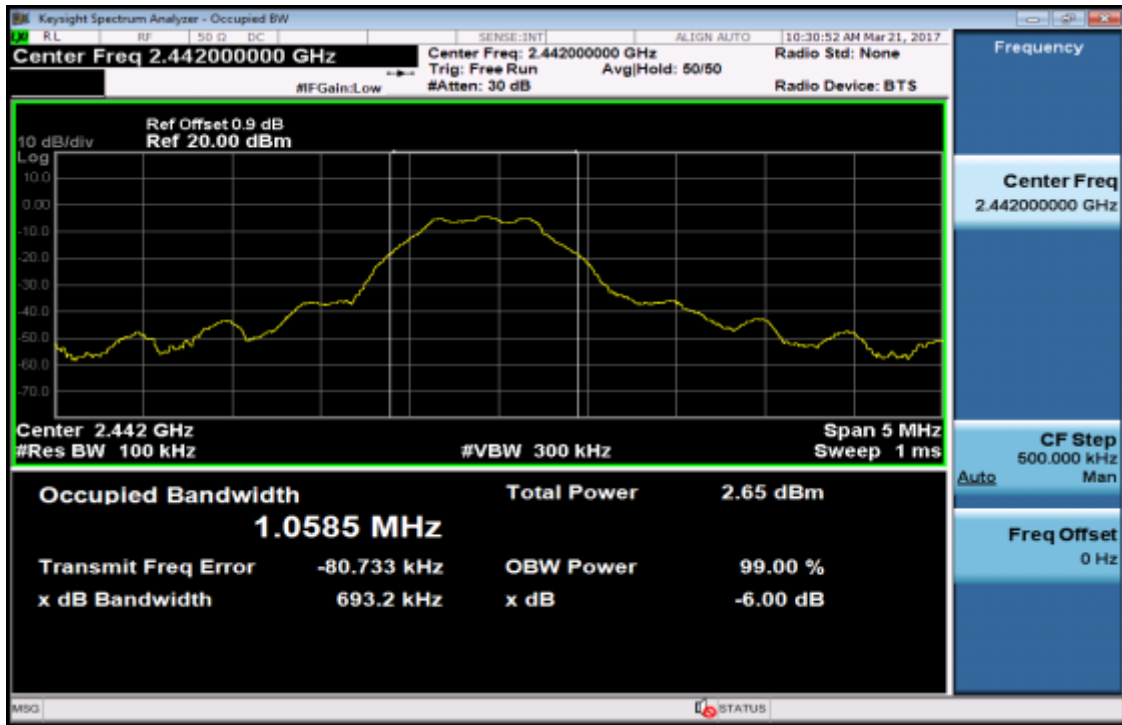 Keysight Spectrum Analyzer - Occupied BW
RL RF 50 Ω DC SENSE:INT ALIGN AUTO 10:30:52 AM Mar 21, 2017
Center Freq 2.442000000 GHz
Center Freq: 2.442000000 GHz
Radio Std: None
Trig: Free Run Avg|Hold: 50/50
#IFGain:Low
#Atten: 30 dB
Radio Device: BTS
Frequency
Ref Offset 0.9 dB
10 dB/div Ref 20.00 dBm
Log
10.0
0.00
-10.0
-20.0
-30.0
-40.0
-50.0
-60.0
-70.0
Center 2.442 GHz Span 5 MHz
#Res BW 100 kHz #VBW 300 kHz Sweep 1 ms
Occupied Bandwidth Total Power 2.65 dBm
1.0585 MHz
Transmit Freq Error -80.733 kHz OBW Power 99.00 %
x dB Bandwidth 693.2 kHz x dB -6.00 dB
Center Freq
2.442000000 GHz
CF Step
500.000 kHz
Auto Man
Freq Offset
0 Hz
MSG STATUS